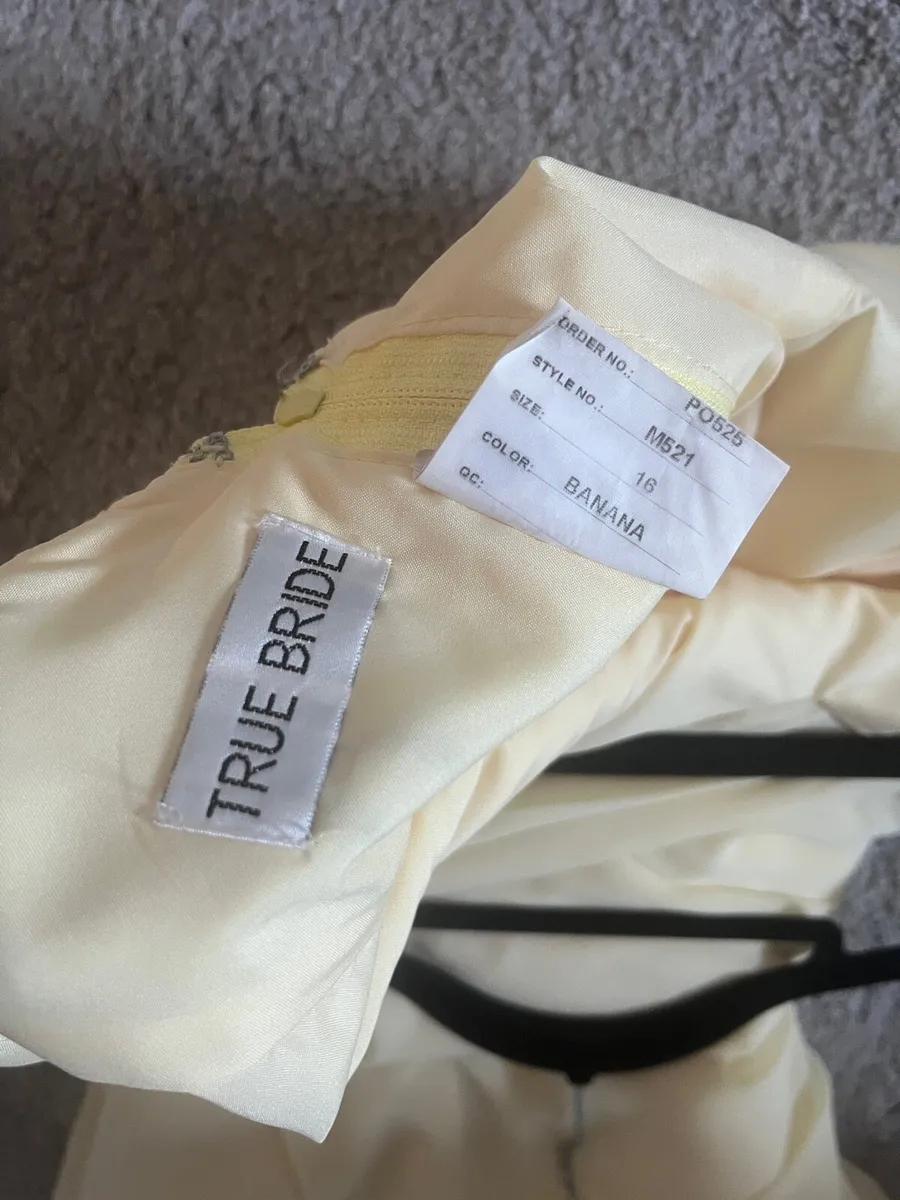 ORDER NO.: PO525
STYLE NO.: M521
SIZE: 16
COLOR: BANANA
QC:
TRUE BRIDE